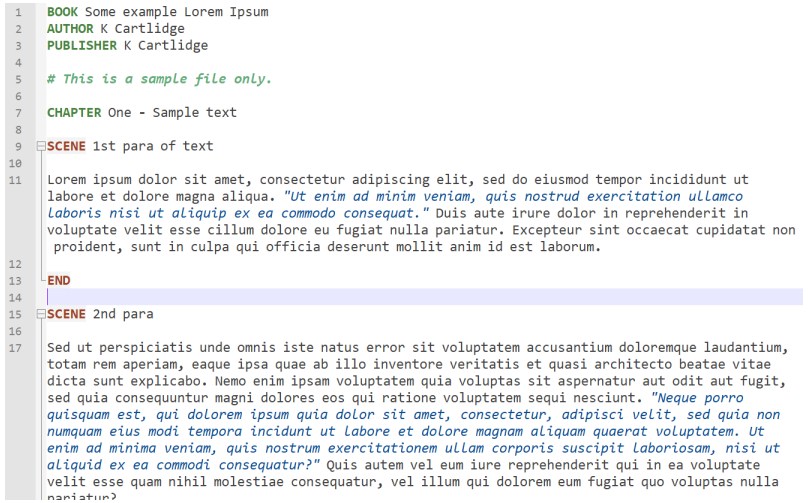 1 BOOK Some example Lorem Ipsum
2 AUTHOR K Cartlidge
3 PUBLISHER K Cartlidge
4
5 # This is a sample file only.
6
7 CHAPTER One - Sample text
8
9 SCENE 1st para of text
10
11 Lorem ipsum dolor sit amet, consectetur adipiscing elit, sed do eiusmod tempor incididunt ut
labore et dolore magna aliqua. "Ut enim ad minim veniam, quis nostrud exercitation ullamco
laboris nisi ut aliquip ex ea commodo consequat." Duis aute irure dolor in reprehenderit in
voluptate velit esse cillum dolore eu fugiat nulla pariatur. Excepteur sint occaecat cupidatat non
proident, sunt in culpa qui officia deserunt mollit anim id est laborum.
12
13 END
14
15 SCENE 2nd para
16
17 Sed ut perspiciatis unde omnis iste natus error sit voluptatem accusantium doloremque laudantium,
totam rem aperiam, eaque ipsa quae ab illo inventore veritatis et quasi architecto beatae vitae
dicta sunt explicabo. Nemo enim ipsam voluptatem quia voluptas sit aspernatur aut odit aut fugit,
sed quia consequuntur magni dolores eos qui ratione voluptatem sequi nesciunt. "Neque porro
quisquam est, qui dolorem ipsum quia dolor sit amet, consectetur, adipisci velit, sed quia non
numquam eius modi tempora incidunt ut labore et dolore magnam aliquam quaerat voluptatem. Ut
enim ad minima veniam, quis nostrum exercitationem ullam corporis suscipit laboriosam, nisi ut
aliquid ex ea commodi consequatur?" Quis autem vel eum iure reprehenderit qui in ea voluptate
velit esse quam nihil molestiae consequatur, vel illum qui dolorem eum fugiat quo voluptas nulla
pariatur?